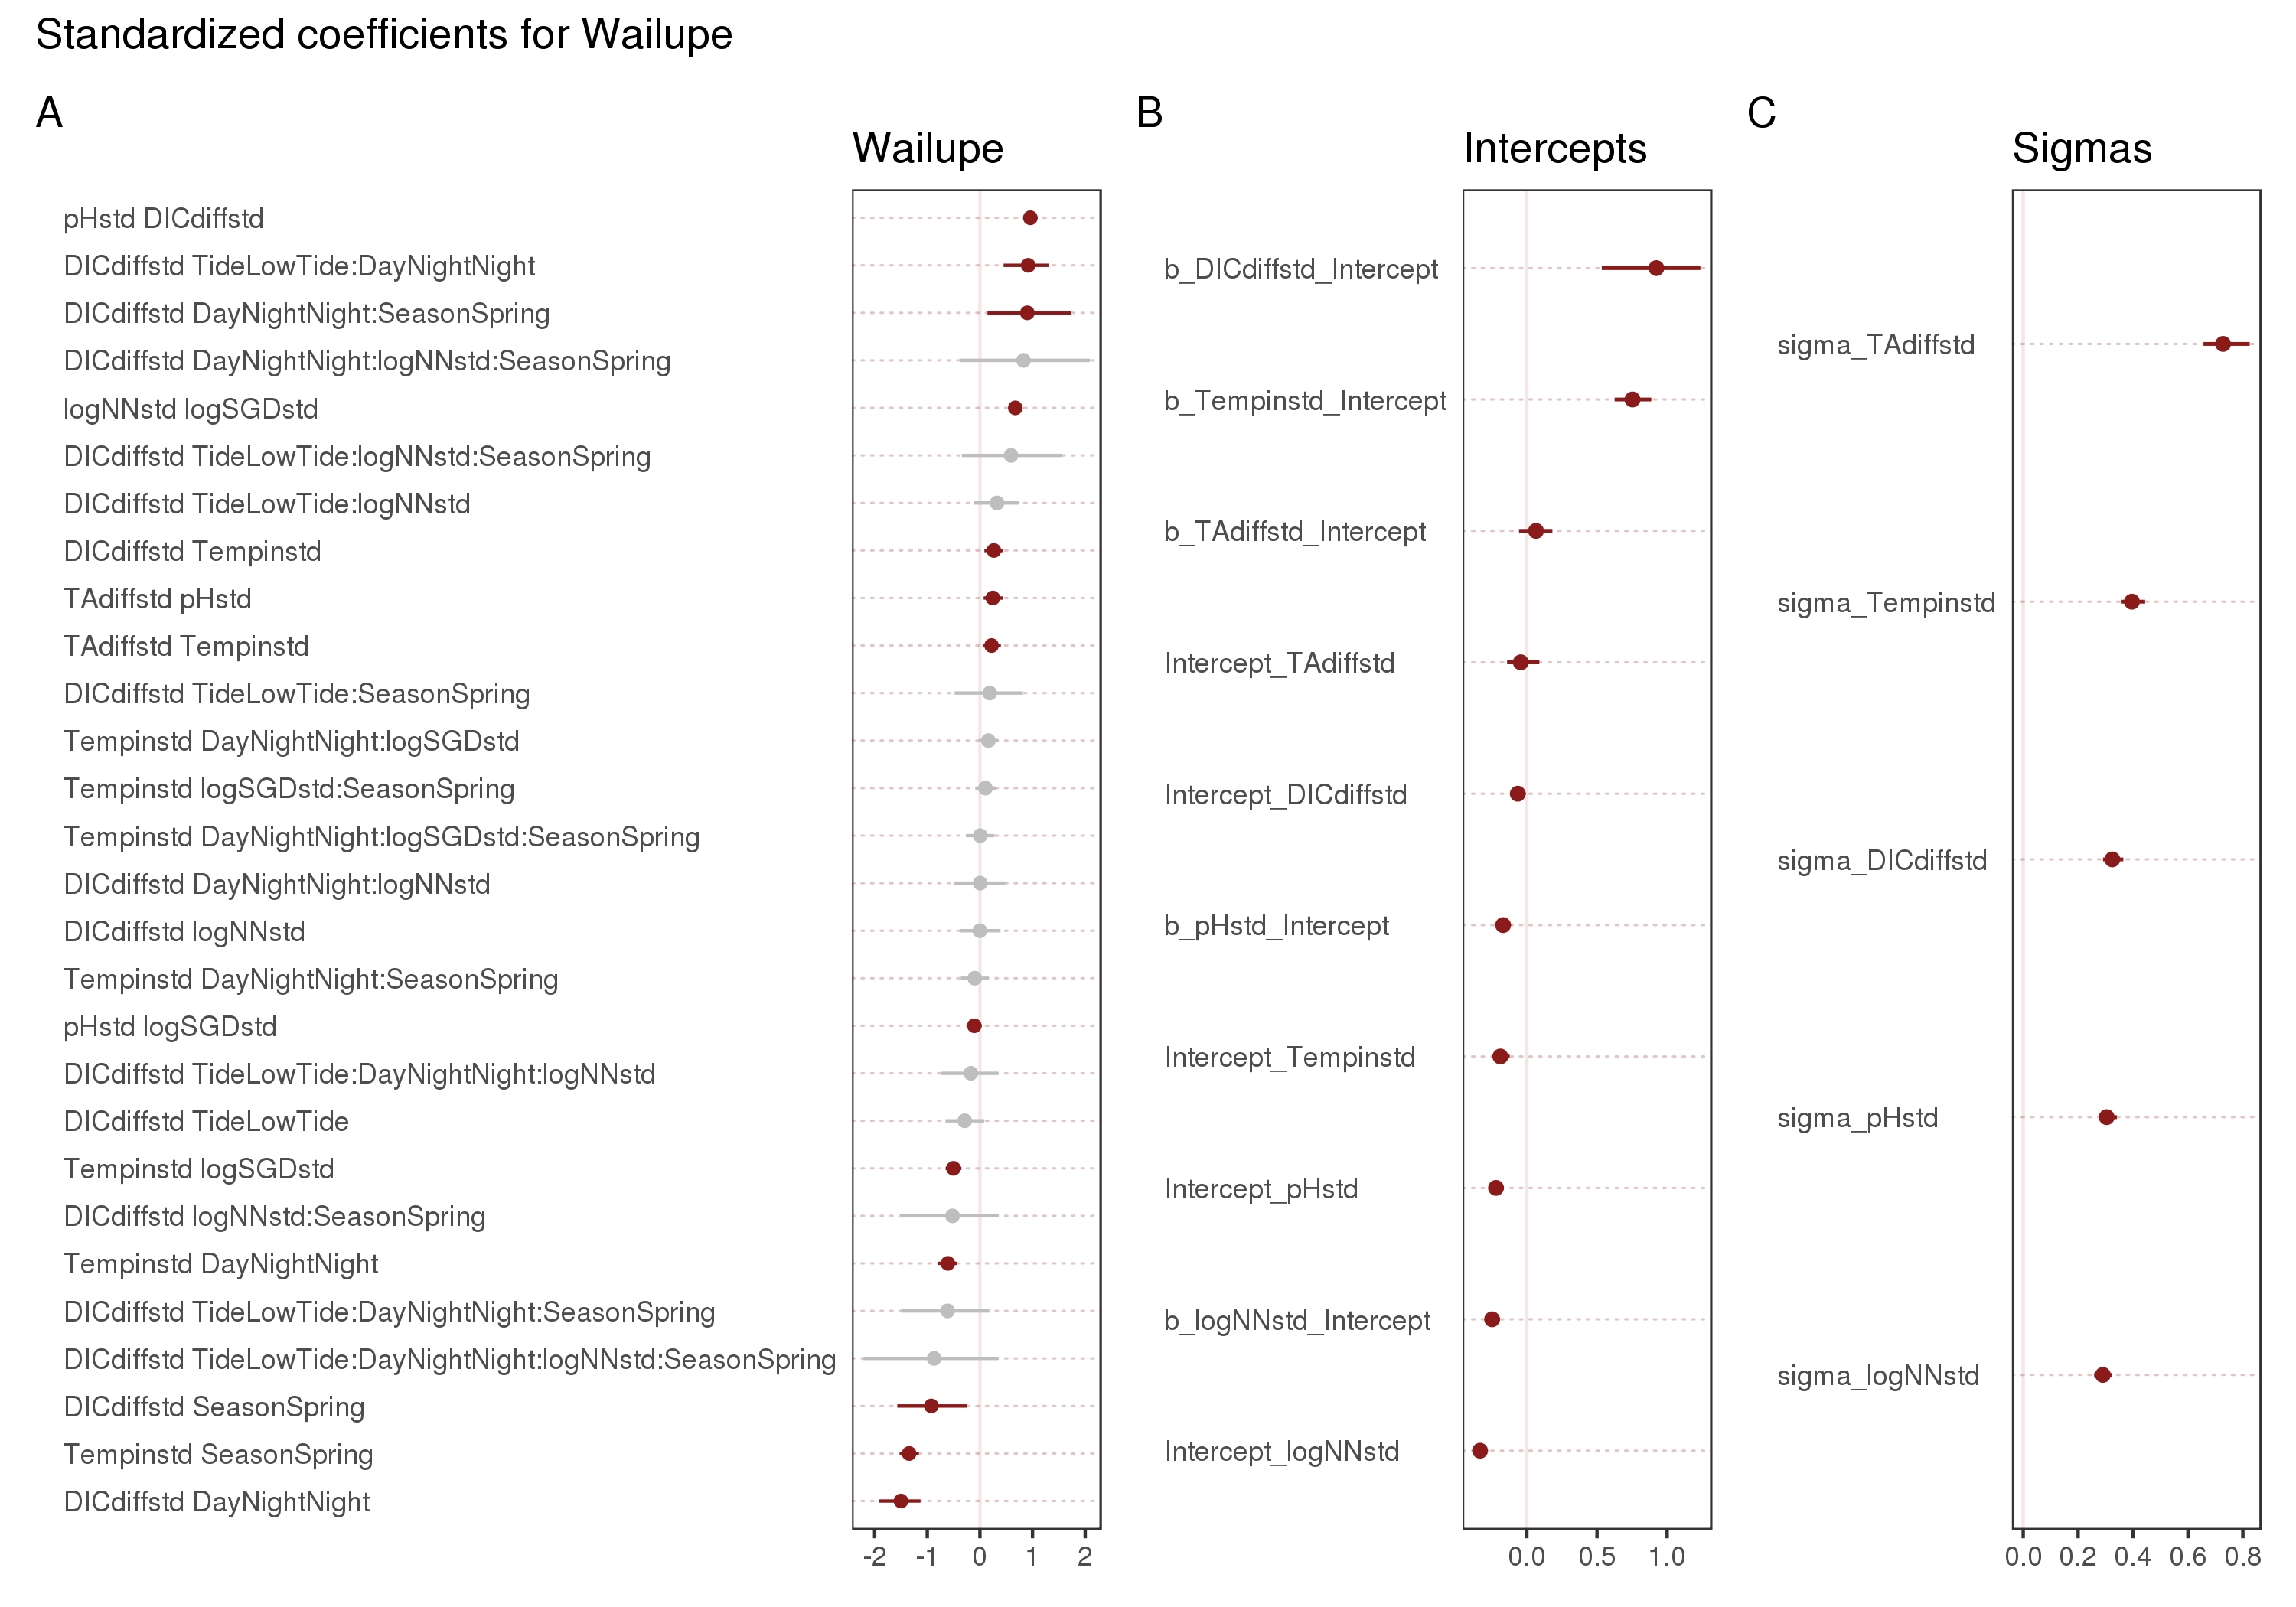 Standardized coefficients for Wailupe
A
Wailupe
pHstd DICdiffstd
DICdiffstd TideLowTide:DayNightNight
DICdiffstd DayNightNight:SeasonSpring
DICdiffstd DayNightNight:logNNstd:SeasonSpring
logNNstd logSGDstd
DICdiffstd TideLowTide:logNNstd:SeasonSpring
DICdiffstd TideLowTide:logNNstd
DICdiffstd Tempinstd
TAdiffstd pHstd
TAdiffstd Tempinstd
DICdiffstd TideLowTide:SeasonSpring
Tempinstd DayNightNight:logSGDstd
Tempinstd logSGDstd:SeasonSpring
Tempinstd DayNightNight:logSGDstd:SeasonSpring
DICdiffstd DayNightNight:logNNstd
DICdiffstd logNNstd
Tempinstd DayNightNight:SeasonSpring
pHstd logSGDstd
DICdiffstd TideLowTide:DayNightNight:logNNstd
DICdiffstd TideLowTide
Tempinstd logSGDstd
DICdiffstd logNNstd:SeasonSpring
Tempinstd DayNightNight
DICdiffstd TideLowTide:DayNightNight:SeasonSpring
DICdiffstd TideLowTide:DayNightNight:logNNstd:SeasonSpring
DICdiffstd SeasonSpring
Tempinstd SeasonSpring
DICdiffstd DayNightNight
-2 -1 0 1 2
B
Intercepts
b_DICdiffstd_Intercept
b_Tempinstd_Intercept
b_TAdiffstd_Intercept
Intercept_TAdiffstd
Intercept_DICdiffstd
b_pHstd_Intercept
Intercept_Tempinstd
Intercept_pHstd
b_logNNstd_Intercept
Intercept_logNNstd
0.0 0.5 1.0
C
Sigmas
sigma_TAdiffstd
sigma_Tempinstd
sigma_DICdiffstd
sigma_pHstd
sigma_logNNstd
0.0 0.2 0.4 0.6 0.8